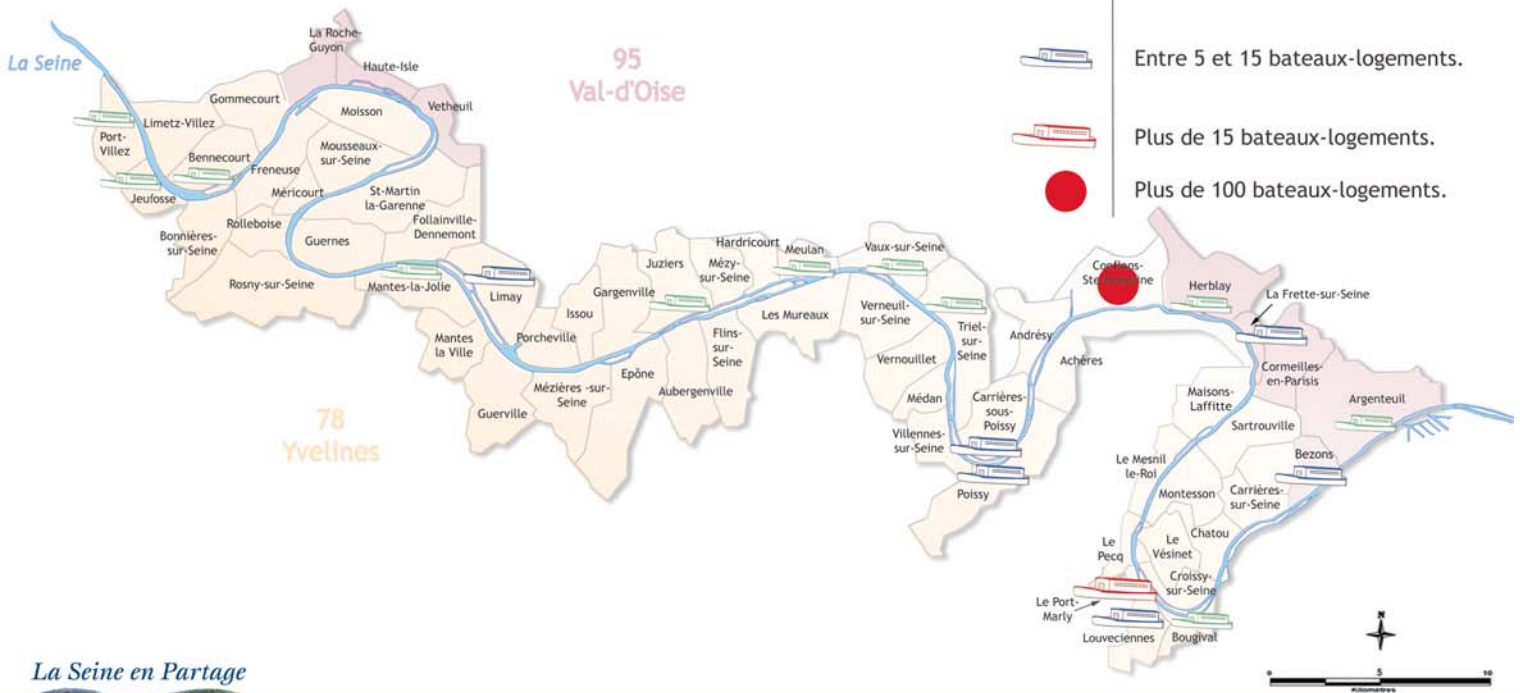 La Seine
95
Val-d'Oise
Entre 5 et 15 bateaux-logements.
Plus de 15 bateaux-logements.
Plus de 100 bateaux-logements.
La Roche-
Guyon
Haute-Isle
Gommecourt
Vetheuil
Moisson
Limetz-Villez
Port-
Villez
Bennecourt
Mousseaux-
sur-Seine
Freneuse
Jeufosse
Méricourt
St-Martin
la-Garenne
Rolleboise
Follainville-
Dennemont
Bonnières-
sur-Seine
Guernes
Rosny-sur-Seine
Mantes-la-Jolie
Limay
Hardricourt
Meulan
Vaux-sur-Seine
Juziers
Mézy-
sur-Seine
Gargenville
Issou
Porcheville
Mantes
la Ville
Les Mureaux
Verneuil-
sur-Seine
Triel-
sur-
Seine
Flins-
sur-
Seine
Epône
Aubergenville
Mézières -sur-
Seine
Guerville
Vernouillet
Médan
Villennes-
sur-Seine
Carrières-
sous-
Poissy
Poissy
Andrésy
Achères
Herblay
La Frette-sur-Seine
Cormeilles-
en-Parisis
Argenteuil
Maisons-
Laffitte
Sartrouville
Bezons
Le Mesnil
le-Roi
Montesson
Carrières-
sur-Seine
Chatou
Le
Vésinet
Le
Pecq
Croissy-
sur-Seine
Le Port-
Marly
Louveciennes
Bougival
78
Yvelines
N
0 5 10
Kilomètres
La Seine en Partage